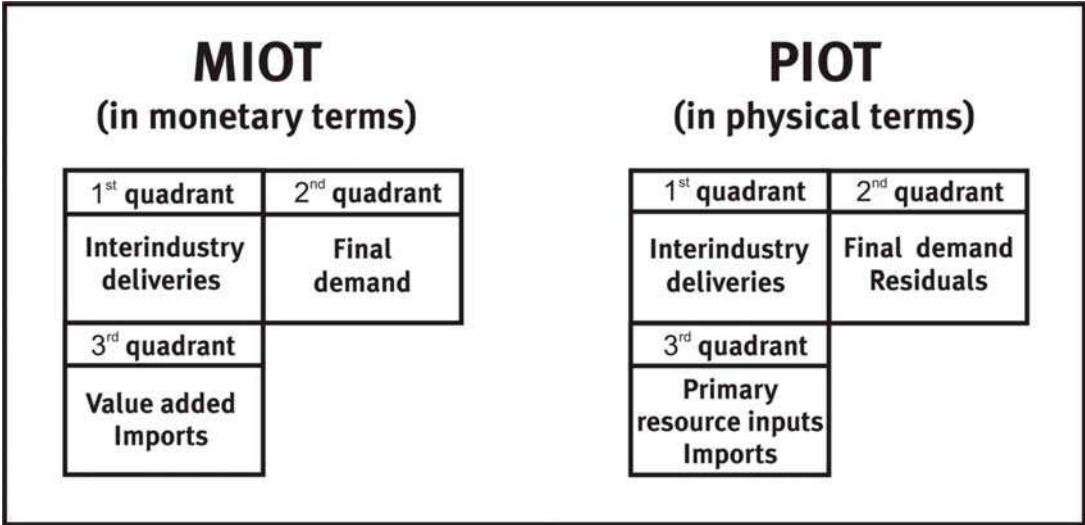 MIOT
(in monetary terms)
1st quadrant
2nd quadrant
Interindustry
deliveries
Final
demand
3rd quadrant
Value added
Imports
PIOT
(in physical terms)
1st quadrant
2nd quadrant
Interindustry
deliveries
Final demand
Residuals
3rd quadrant
Primary
resource inputs
Imports